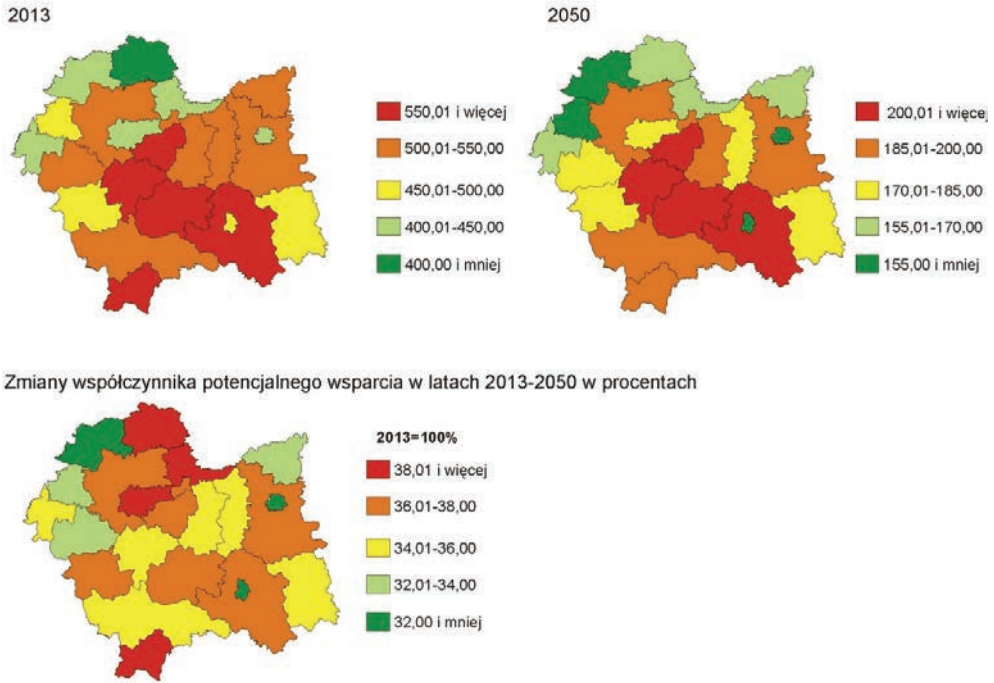 2013
550,01 i więcej
500,01-550,00
450,01-500,00
400,01-450,00
400,00 i mniej
2050
200,01 i więcej
185,01-200,00
170,01-185,00
155,01-170,00
155,00 i mniej
Zmiany współczynnika potencjalnego wsparcia w latach 2013-2050 w procentach
2013=100%
38,01 i więcej
36,01-38,00
34,01-36,00
32,01-34,00
32,00 i mniej